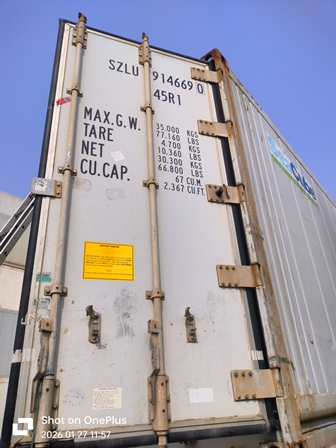 SZLU 914669 0
45R1
MAX.G.W. 35.000 KGS
77.160 LBS
TARE 4.700 KGS
10.360 LBS
NET 30.300 KGS
66.800 LBS
CU.CAP. 67 CU.M.
2.367 CU.FT.
Shot on OnePlus
2026.01.27 11:57